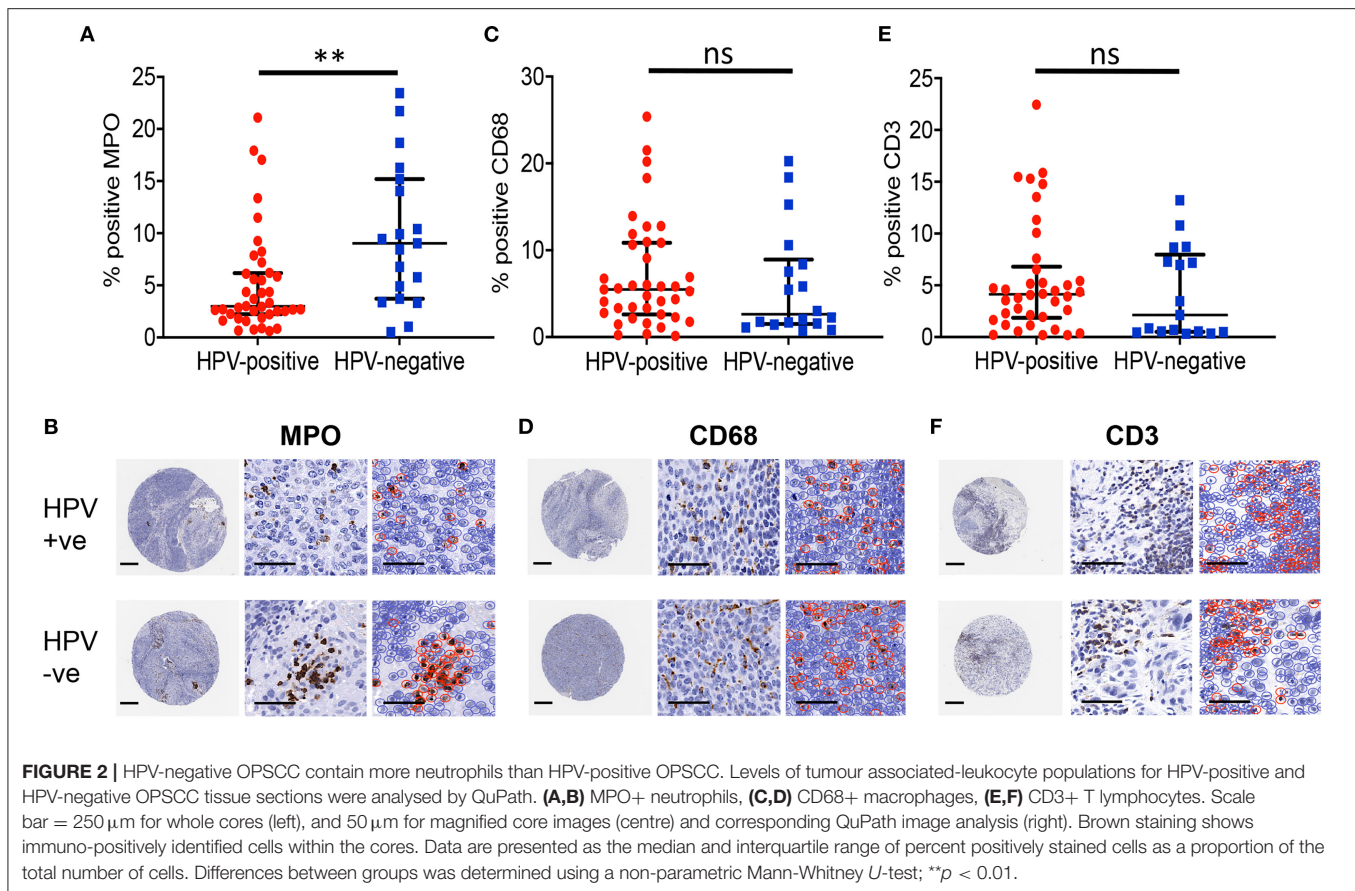 A
**
25
20
15
10
5
0
% positive MPO
HPV-positive
HPV-negative
C
ns
30
20
10
0
% positive CD68
HPV-positive
HPV-negative
E
ns
25
20
15
10
5
0
% positive CD3
HPV-positive
HPV-negative
B
MPO
D
CD68
F
CD3
HPV
+ve
HPV
-ve
FIGURE 2 | HPV-negative OPSCC contain more neutrophils than HPV-positive OPSCC. Levels of tumour associated-leukocyte populations for HPV-positive and
HPV-negative OPSCC tissue sections were analysed by QuPath. (A,B) MPO+ neutrophils, (C,D) CD68+ macrophages, (E,F) CD3+ T lymphocytes. Scale
bar = 250 μm for whole cores (left), and 50 μm for magnified core images (centre) and corresponding QuPath image analysis (right). Brown staining shows
immuno-positively identified cells within the cores. Data are presented as the median and interquartile range of percent positively stained cells as a proportion of the
total number of cells. Differences between groups was determined using a non-parametric Mann-Whitney U-test; **p < 0.01.